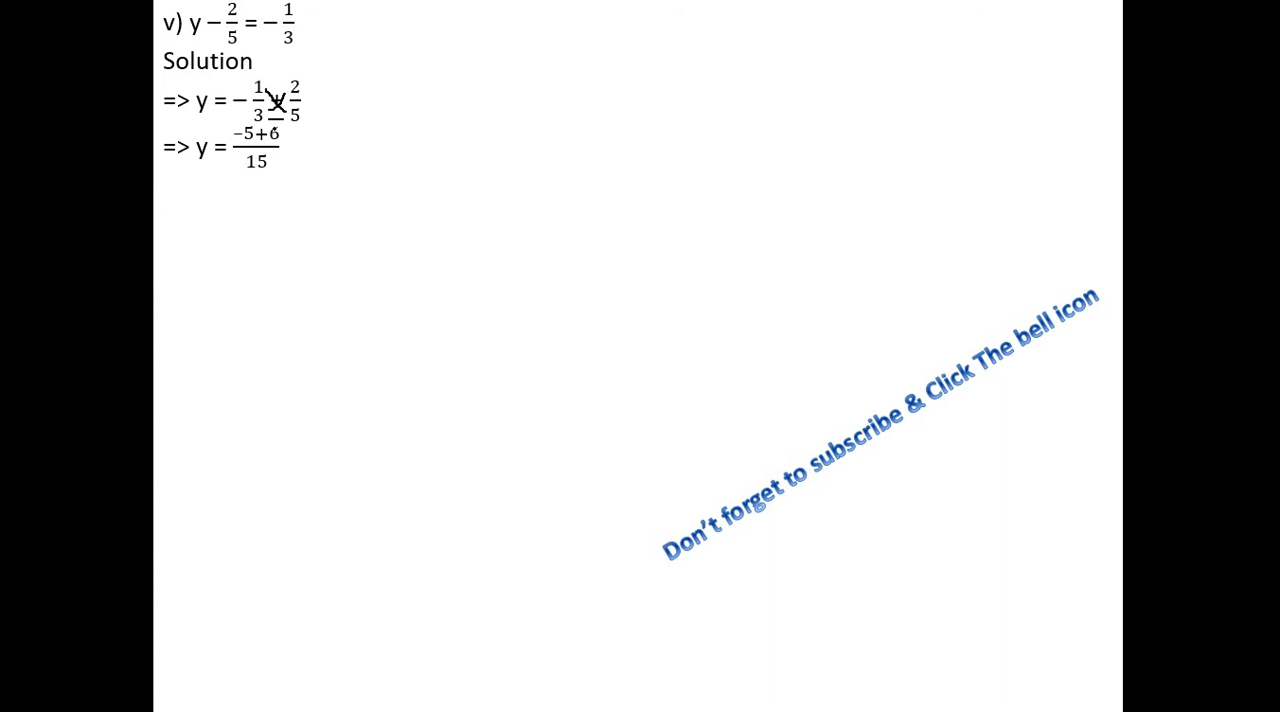 v) y − 2/5 = − 1/3
Solution
=> y = − 1/3 + 2/5
=> y = −5+6/15
Don't forget to subscribe & Click The bell icon